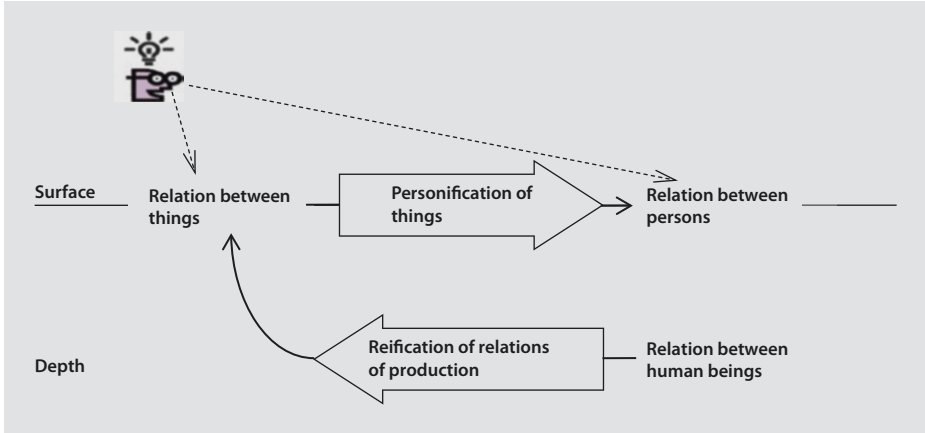 Surface
Relation between
things
Personification of
things
Relation between
persons
Depth
Reification of relations
of production
Relation between
human beings